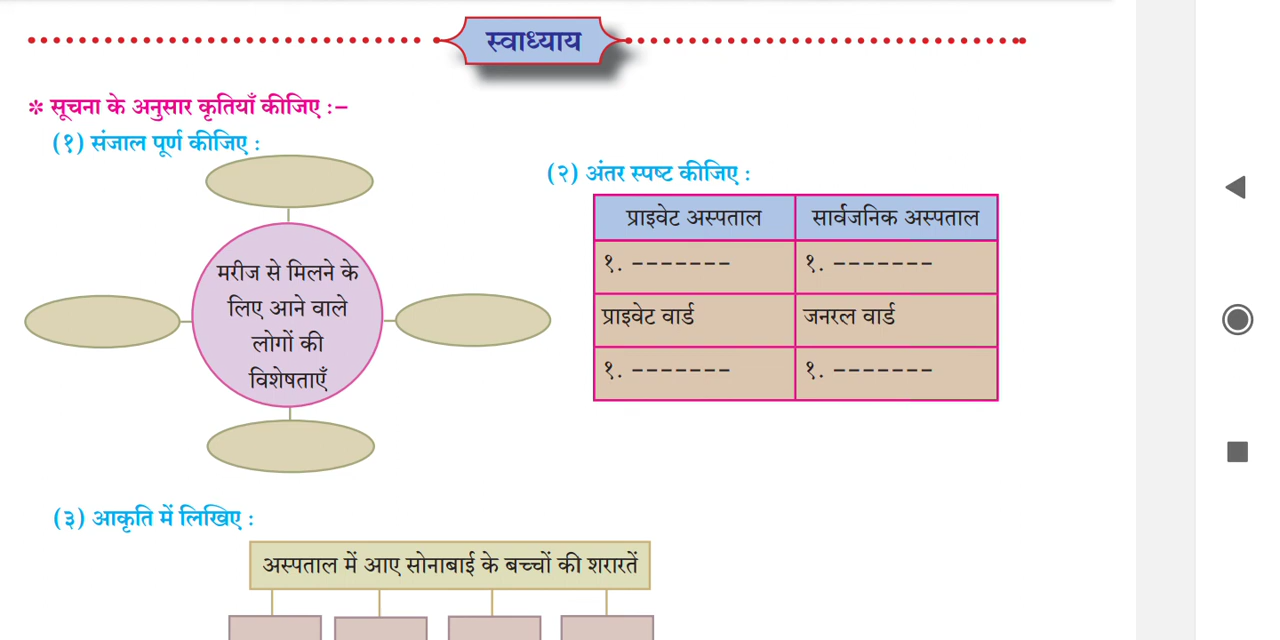 स्वाध्याय
* सूचना के अनुसार कृतियाँ कीजिए :–
(१) संजाल पूर्ण कीजिए :
मरीज से मिलने के
लिए आने वाले
लोगों की
विशेषताएँ
(२) अंतर स्पष्ट कीजिए :
प्राइवेट अस्पताल सार्वजनिक अस्पताल
१. ––––––– १. –––––––
प्राइवेट वार्ड जनरल वार्ड
१. ––––––– १. –––––––
(३) आकृति में लिखिए :
अस्पताल में आए सोनाबाई के बच्चों की शरारतें